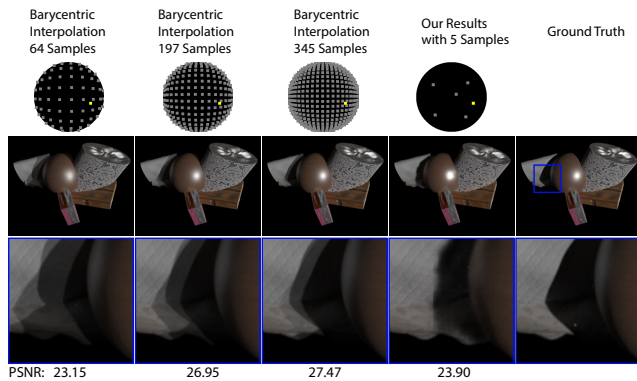 Barycentric
Interpolation
64 Samples
Barycentric
Interpolation
197 Samples
Barycentric
Interpolation
345 Samples
Our Results
with 5 Samples
Ground Truth
PSNR: 23.15
26.95
27.47
23.90